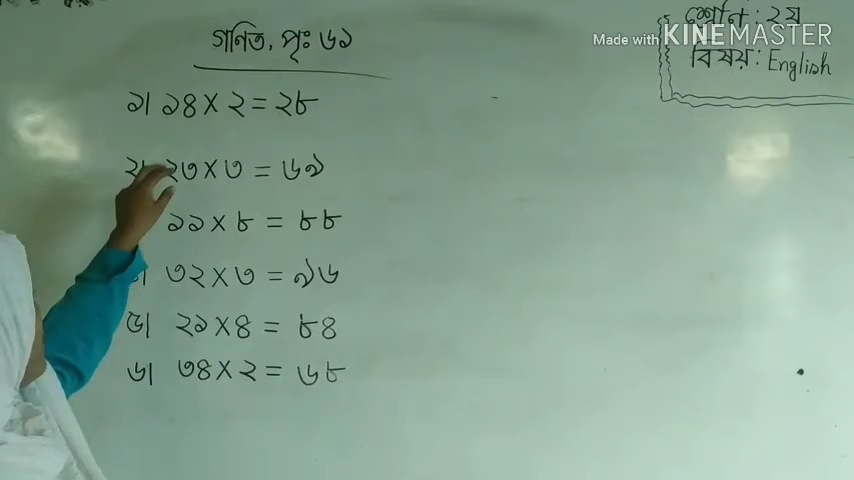 গনিত, পৃঃ ৬১
শ্রেনি: ২য়
Made with KINEMASTER
বিষয়: English
১। ১৪ × ২ = ২৮
২। ২৩ × ৩ = ৬৯
১১ × ৮ = ৮৮
৩২ × ৩ = ৯৬
৫। ২১ × ৪ = ৮৪
৬। ৩৪ × ২ = ৬৮